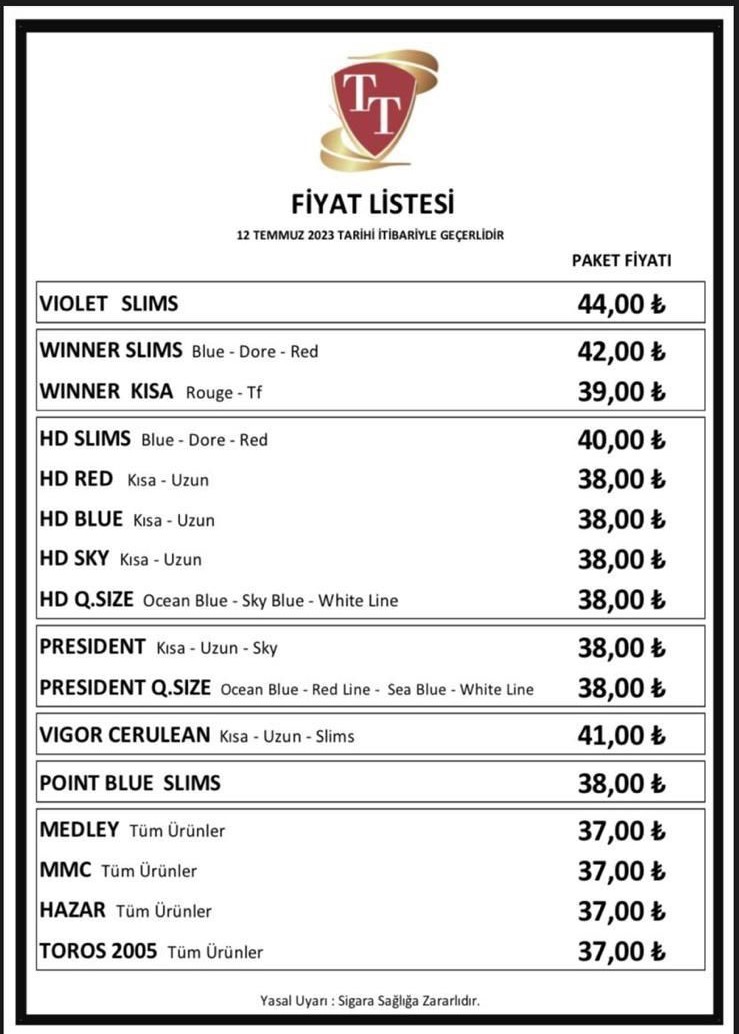 TT
FİYAT LİSTESİ
12 TEMMUZ 2023 TARİHİ İTİBARİYLE GEÇERLİDİR
PAKET FİYATI
VIOLET SLIMS 44,00 ₺
WINNER SLIMS Blue - Dore - Red 42,00 ₺
WINNER KISA Rouge - Tf 39,00 ₺
HD SLIMS Blue - Dore - Red 40,00 ₺
HD RED Kısa - Uzun 38,00 ₺
HD BLUE Kısa - Uzun 38,00 ₺
HD SKY Kısa - Uzun 38,00 ₺
HD Q.SIZE Ocean Blue - Sky Blue - White Line 38,00 ₺
PRESIDENT Kısa - Uzun - Sky 38,00 ₺
PRESIDENT Q.SIZE Ocean Blue - Red Line - Sea Blue - White Line 38,00 ₺
VIGOR CERULEAN Kısa - Uzun - Slims 41,00 ₺
POINT BLUE SLIMS 38,00 ₺
MEDLEY Tüm Ürünler 37,00 ₺
MMC Tüm Ürünler 37,00 ₺
HAZAR Tüm Ürünler 37,00 ₺
TOROS 2005 Tüm Ürünler 37,00 ₺
Yasal Uyarı : Sigara Sağlığa Zararlıdır.